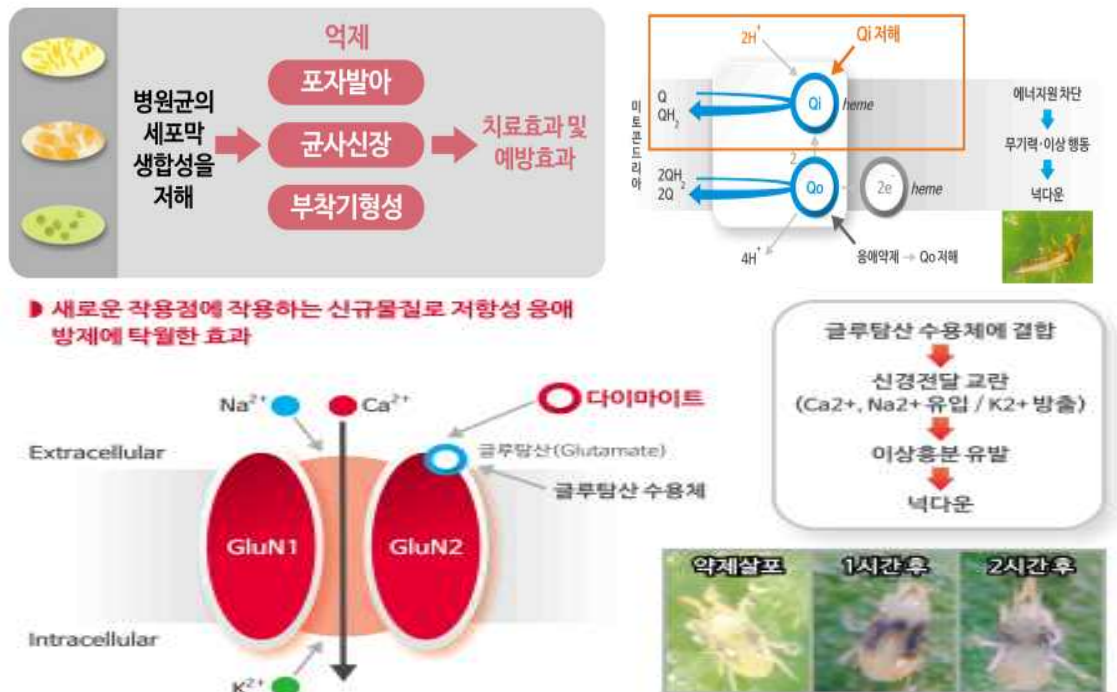 억제
병원균의
세포막
생합성을
저해
포자발아
균사신장
부착기형성
치료효과 및
예방효과
2H⁺
Qi 저해
미토콘드리아
Q
QH₂
Qi
heme
2
2QH₂
2Q
Qo
2e⁻
heme
4H⁺
응애약제 → Qo 저해
에너지원 차단
무기력·이상 행동
넉다운
새로운 작용점에 작용하는 신규물질로 저항성 응애
방제에 탁월한 효과
Na²⁺
Ca²⁺
다이마이트
Extracellular
글루탐산(Glutamate)
글루탐산 수용체
GluN1
GluN2
Intracellular
K²⁺
글루탐산 수용체에 결합
신경전달 교란
(Ca2+, Na2+ 유입 / K2+ 방출)
이상흥분 유발
넉다운
약제살포
1시간 후
2시간 후